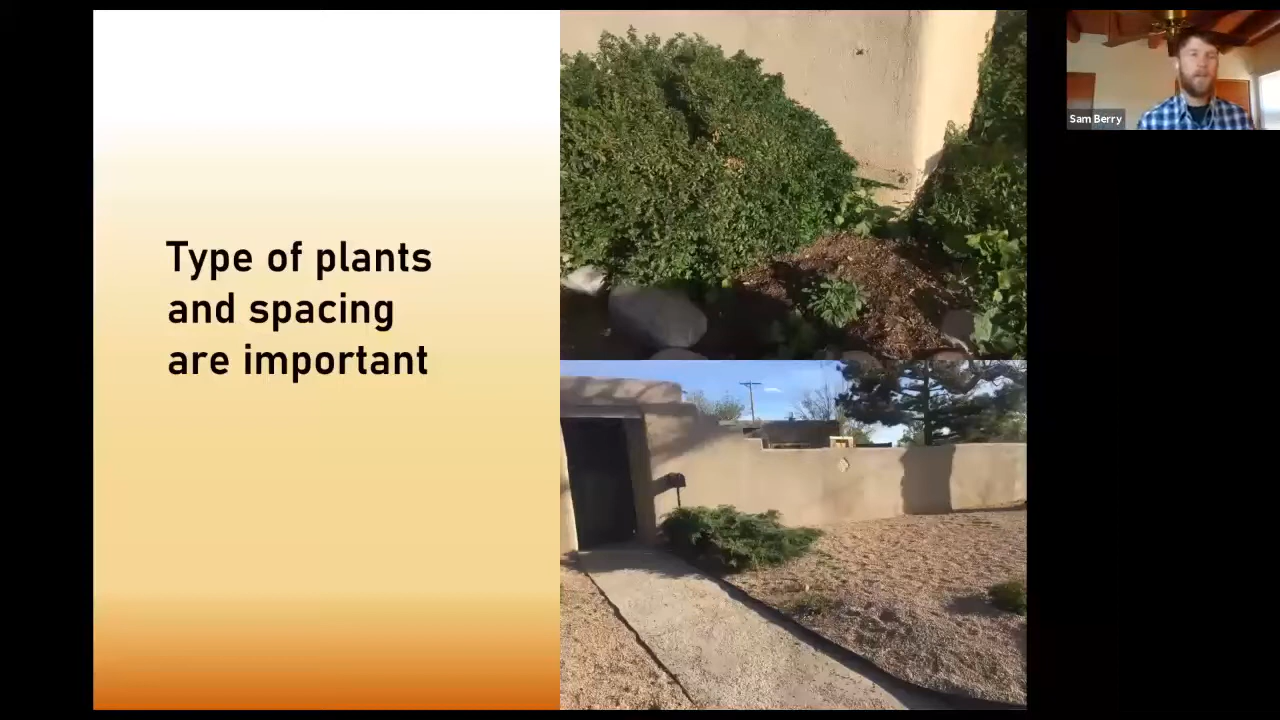 Type of plants
and spacing
are important
Sam Berry